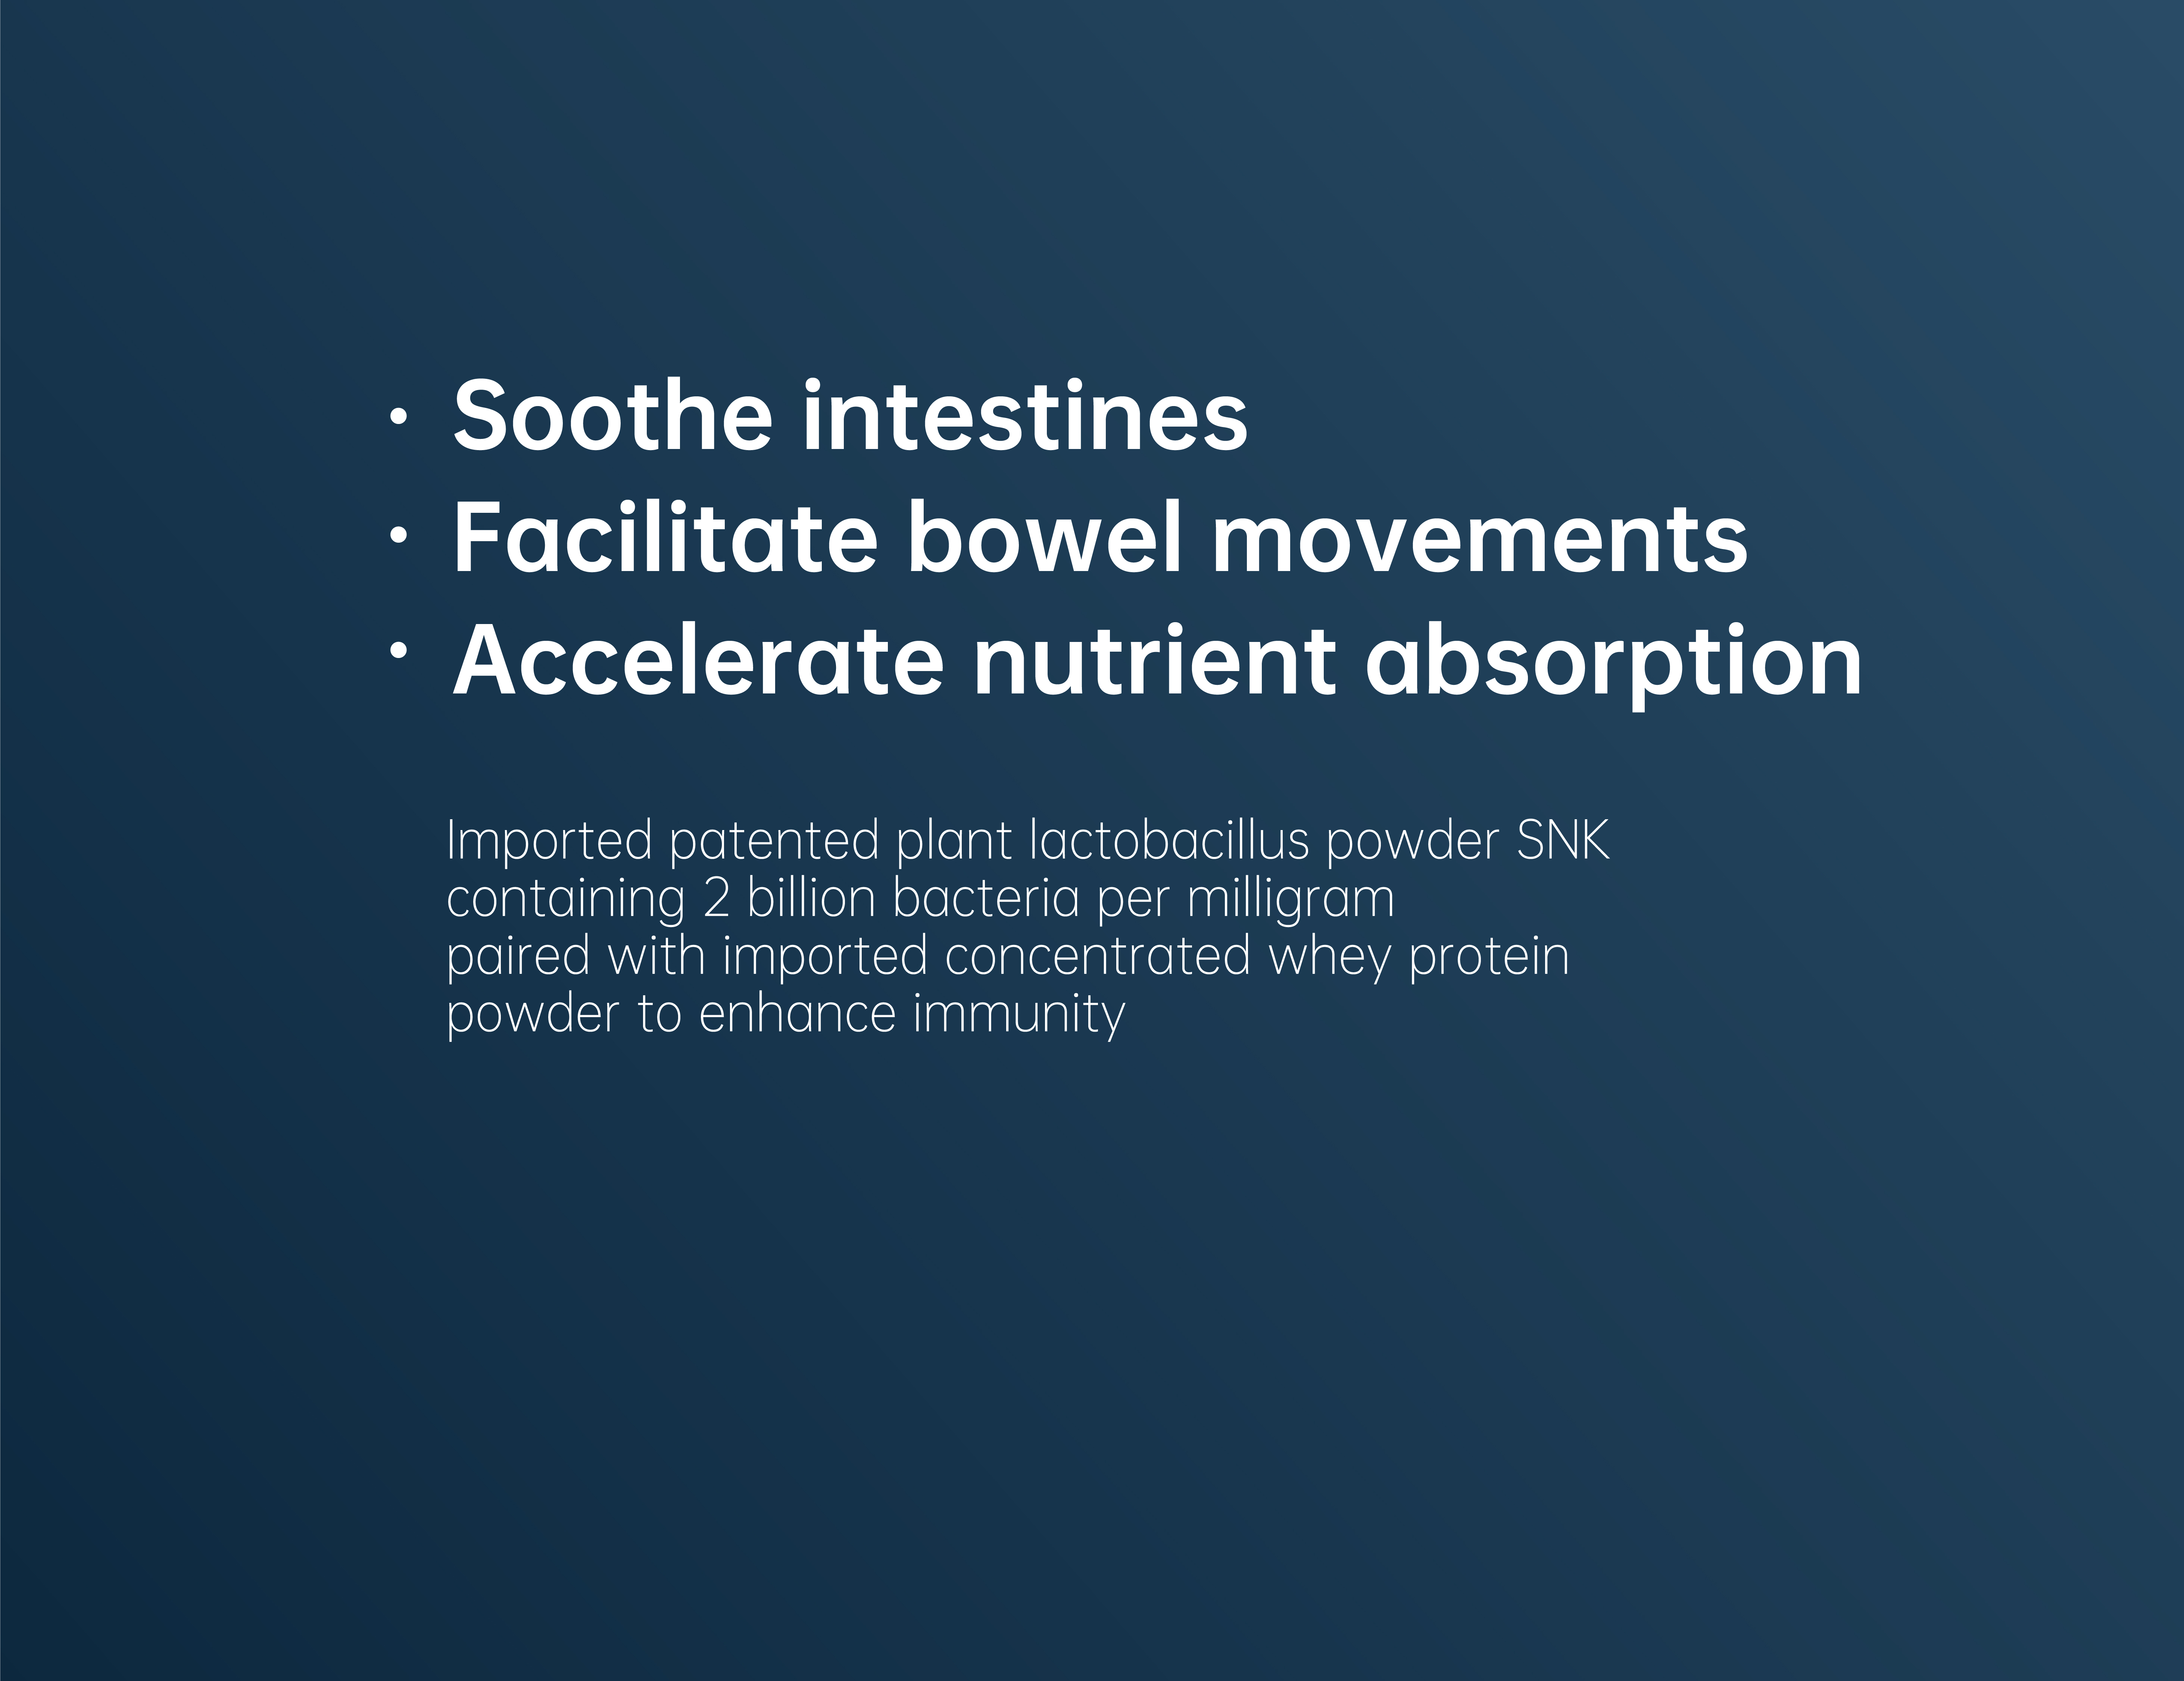 • Soothe intestines
• Facilitate bowel movements
• Accelerate nutrient absorption
Imported patented plant lactobacillus powder SNK
containing 2 billion bacteria per milligram
paired with imported concentrated whey protein
powder to enhance immunity